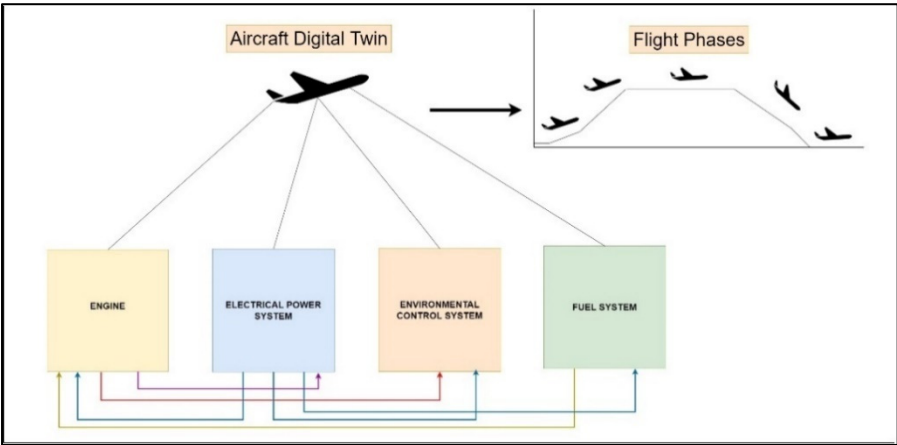 Aircraft Digital Twin
Flight Phases
ENGINE
ELECTRICAL POWER
SYSTEM
ENVIRONMENTAL
CONTROL SYSTEM
FUEL SYSTEM